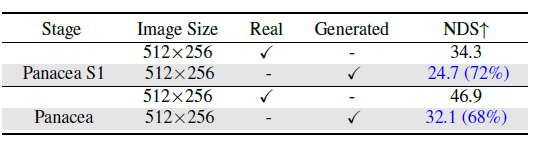 Stage Image Size Real Generated NDS↑
512×256 ✓ - 34.3
Panacea S1 512×256 - ✓ 24.7 (72%)
512×256 ✓ - 46.9
Panacea 512×256 - ✓ 32.1 (68%)